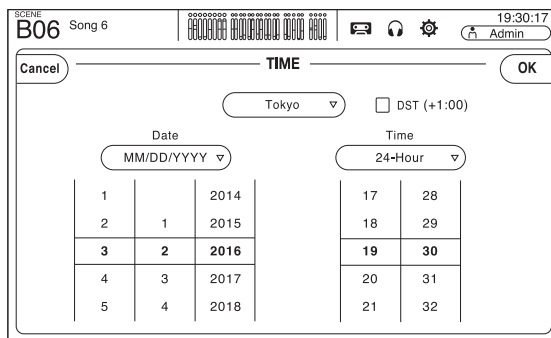 SCENE
B06 Song 6
19:30:17
Admin
Cancel
TIME
OK
Tokyo
DST (+1:00)
Date
Time
MM/DD/YYYY
24-Hour
1 2014 17 28
2 1 2015 18 29
3 2 2016 19 30
4 3 2017 20 31
5 4 2018 21 32